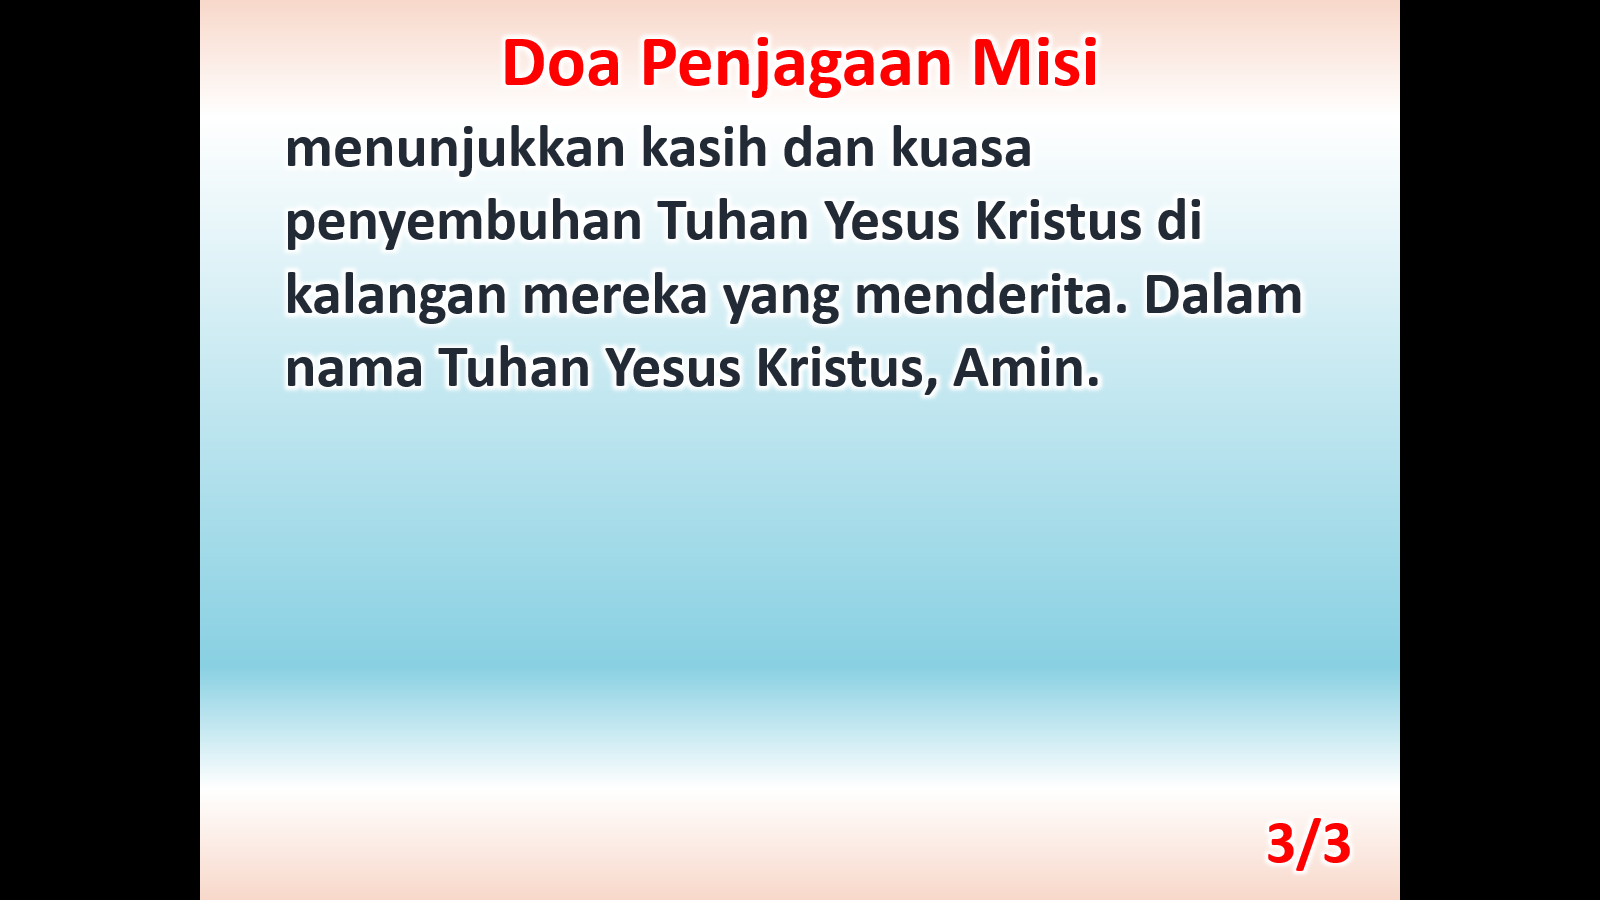 Doa Penjagaan Misi
menunjukkan kasih dan kuasa
penyembuhan Tuhan Yesus Kristus di
kalangan mereka yang menderita. Dalam
nama Tuhan Yesus Kristus, Amin.
3/3